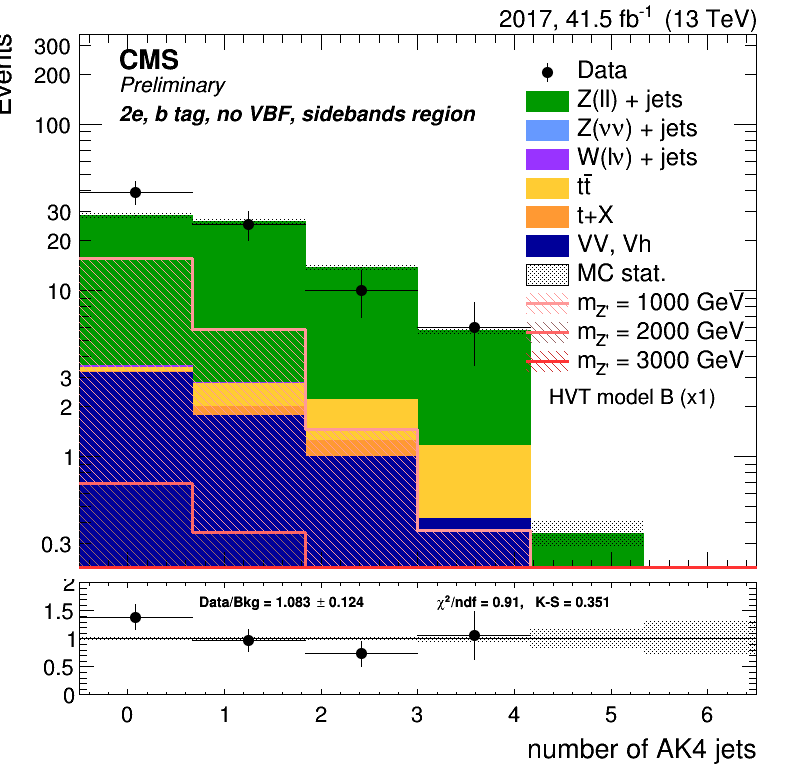 2017, 41.5 fb⁻¹ (13 TeV)
Events
CMS
Preliminary
2e, b tag, no VBF, sidebands region
Data
Z(ll) + jets
Z(νν) + jets
W(lν) + jets
tt̄
t+X
VV, Vh
MC stat.
m_Z' = 1000 GeV
m_Z' = 2000 GeV
m_Z' = 3000 GeV
HVT model B (x1)
300
200
100
30
20
10
3
2
1
0.3
Data/Bkg = 1.083 ± 0.124
χ²/ndf = 0.91, K-S = 0.351
2
1.5
1
0.5
0
0 1 2 3 4 5 6
number of AK4 jets